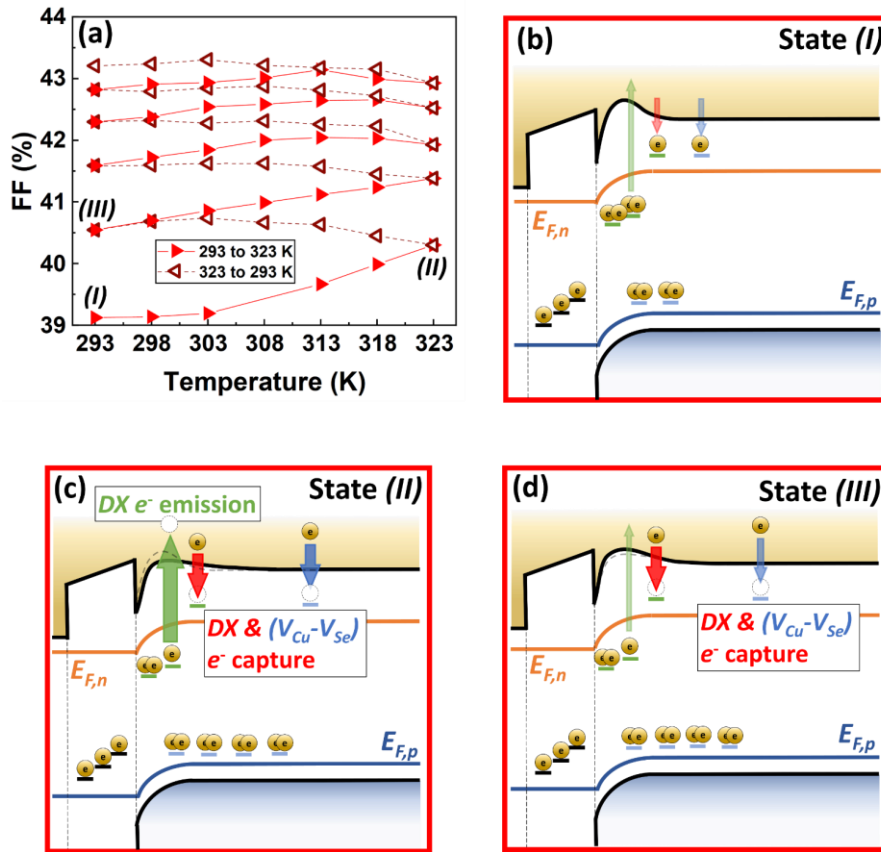 (a)
FF (%)
44
43
42
41
40
39
(III)
(I)
(II)
293 to 323 K
323 to 293 K
293 298 303 308 313 318 323
Temperature (K)
(b)
State (I)
e
e
e e e
E_F,n
e
e
e
e e
e e
E_F,p
(c)
State (II)
DX e⁻ emission
e
e
DX & (V_Cu-V_Se)
e⁻ capture
e e
e
E_F,n
e
e
e
e e e e e e e e
E_F,p
(d)
State (III)
e
e
DX & (V_Cu-V_Se)
e⁻ capture
e e
e
E_F,n
e
e
e
e e e e e e e e
E_F,p